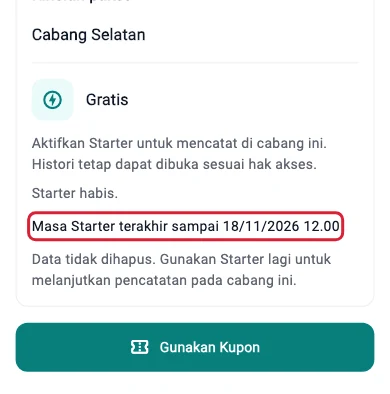 Cabang Selatan
Gratis
Aktifkan Starter untuk mencatat di cabang ini.
Histori tetap dapat dibuka sesuai hak akses.
Starter habis.
Masa Starter terakhir sampai 18/11/2026 12.00
Data tidak dihapus. Gunakan Starter lagi untuk
melanjutkan pencatatan pada cabang ini.
Gunakan Kupon